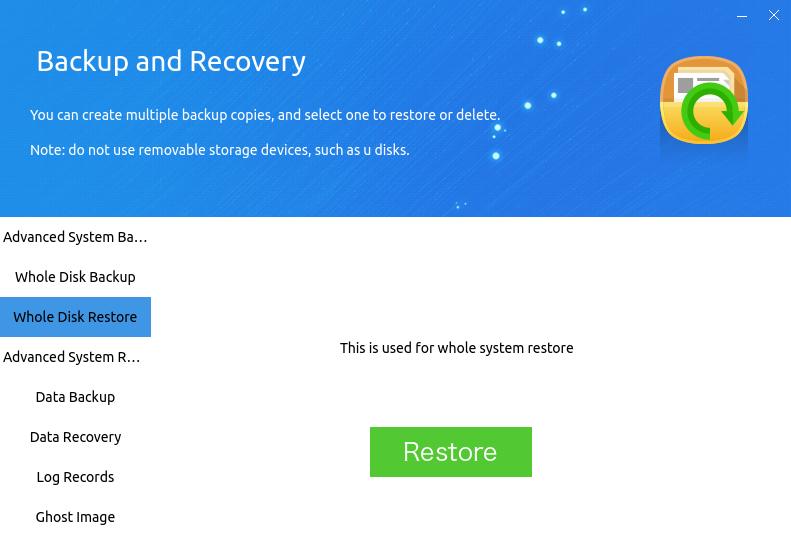 Backup and Recovery
You can create multiple backup copies, and select one to restore or delete.
Note: do not use removable storage devices, such as u disks.
Advanced System Ba…
Whole Disk Backup
Whole Disk Restore
Advanced System R…
Data Backup
Data Recovery
Log Records
Ghost Image
This is used for whole system restore
Restore